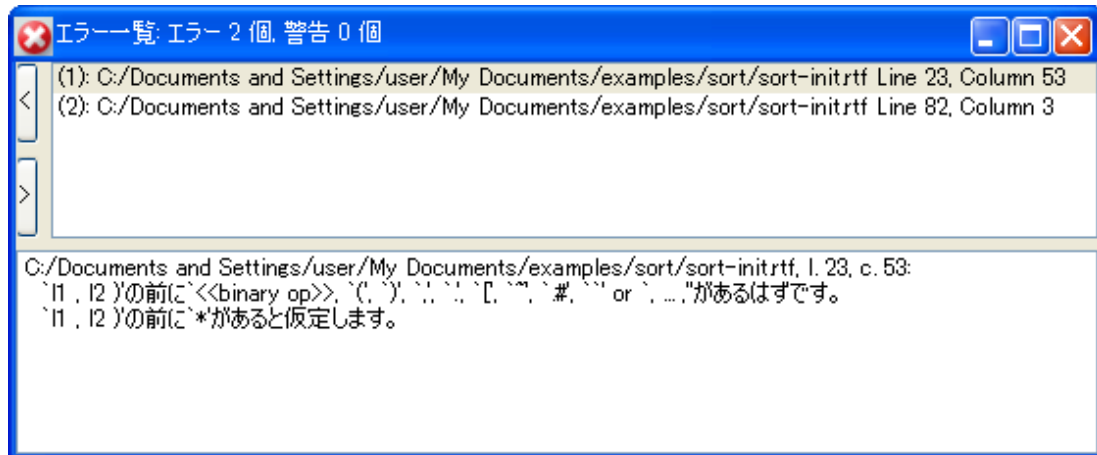 エラー一覧: エラー 2 個, 警告 0 個
(1): C:/Documents and Settings/user/My Documents/examples/sort/sort-init.rtf Line 23, Column 53
(2): C:/Documents and Settings/user/My Documents/examples/sort/sort-init.rtf Line 82, Column 3
<
>
C:/Documents and Settings/user/My Documents/examples/sort/sort-init.rtf, l. 23, c. 53:
`l1 , l2 )'の前に`<<binary op>>, `(', `)', `,', `.', `[', `~', `.#', ``' or `, ... ,''があるはずです。
`l1 , l2 )'の前に`*'があると仮定します。